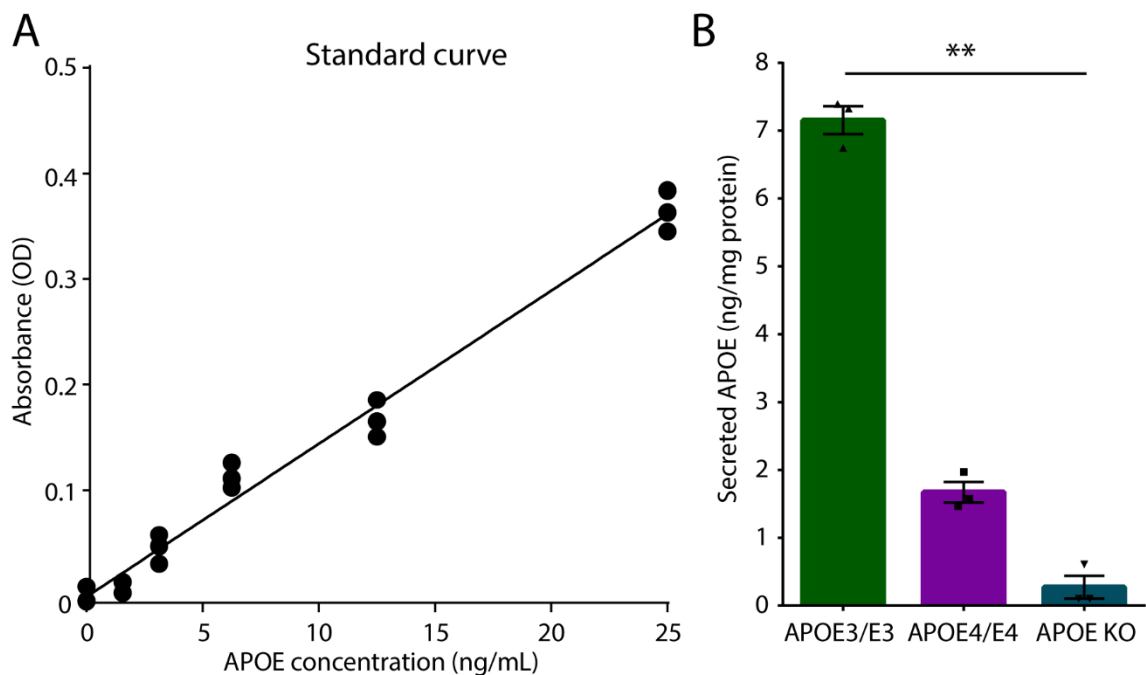 A
Standard curve
0.5
0.4
0.3
0.2
0.1
0
Absorbance (OD)
0
5
10
15
20
25
APOE concentration (ng/mL)
B
**
8
7
6
5
4
3
2
1
0
Secreted APOE (ng/mg protein)
APOE3/E3
APOE4/E4
APOE KO